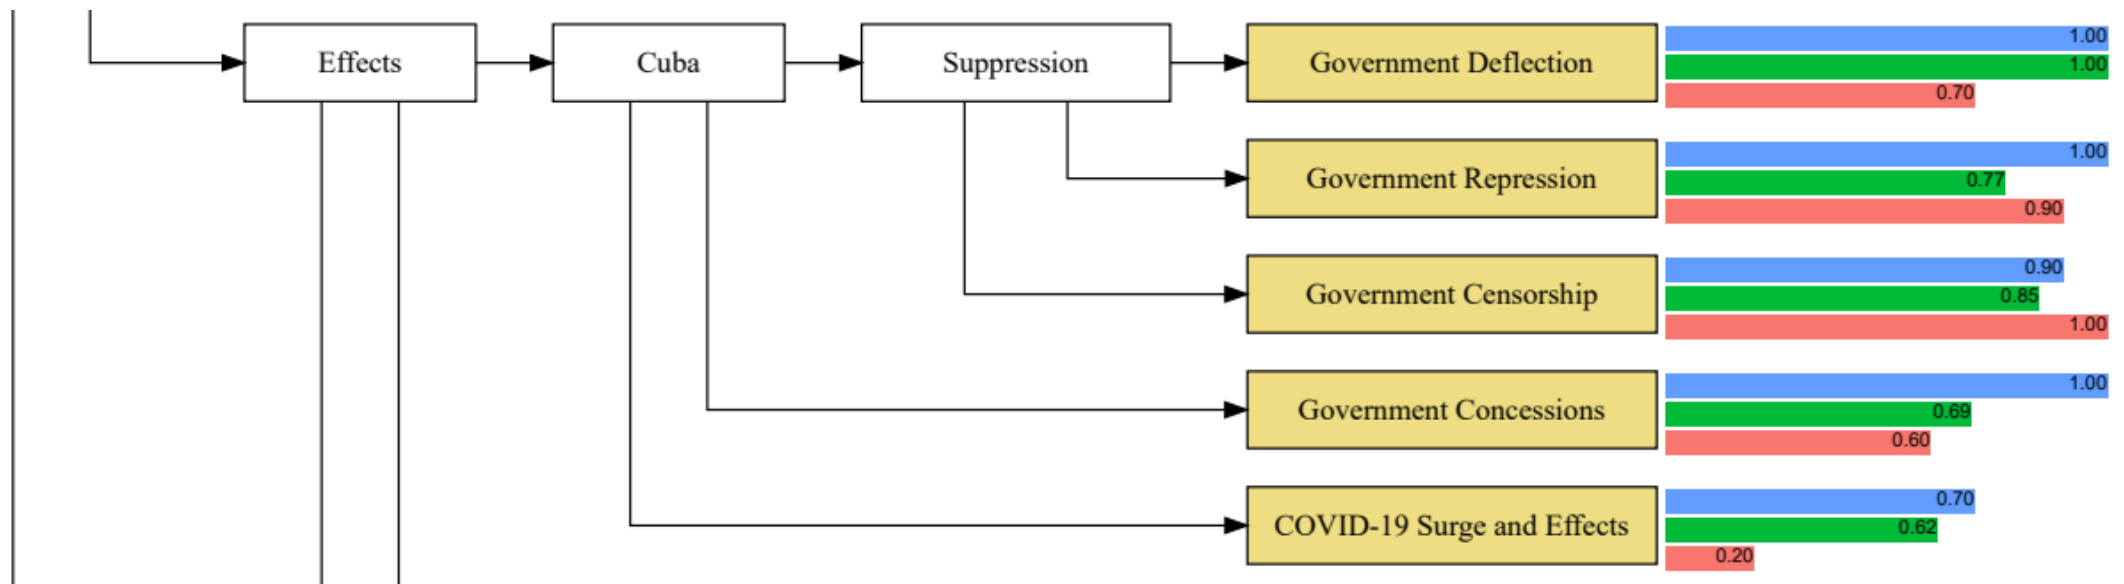 Effects
Cuba
Suppression
Government Deflection
1.00
1.00
0.70
Government Repression
1.00
0.77
0.90
Government Censorship
0.90
0.85
1.00
Government Concessions
1.00
0.69
0.60
COVID-19 Surge and Effects
0.70
0.62
0.20